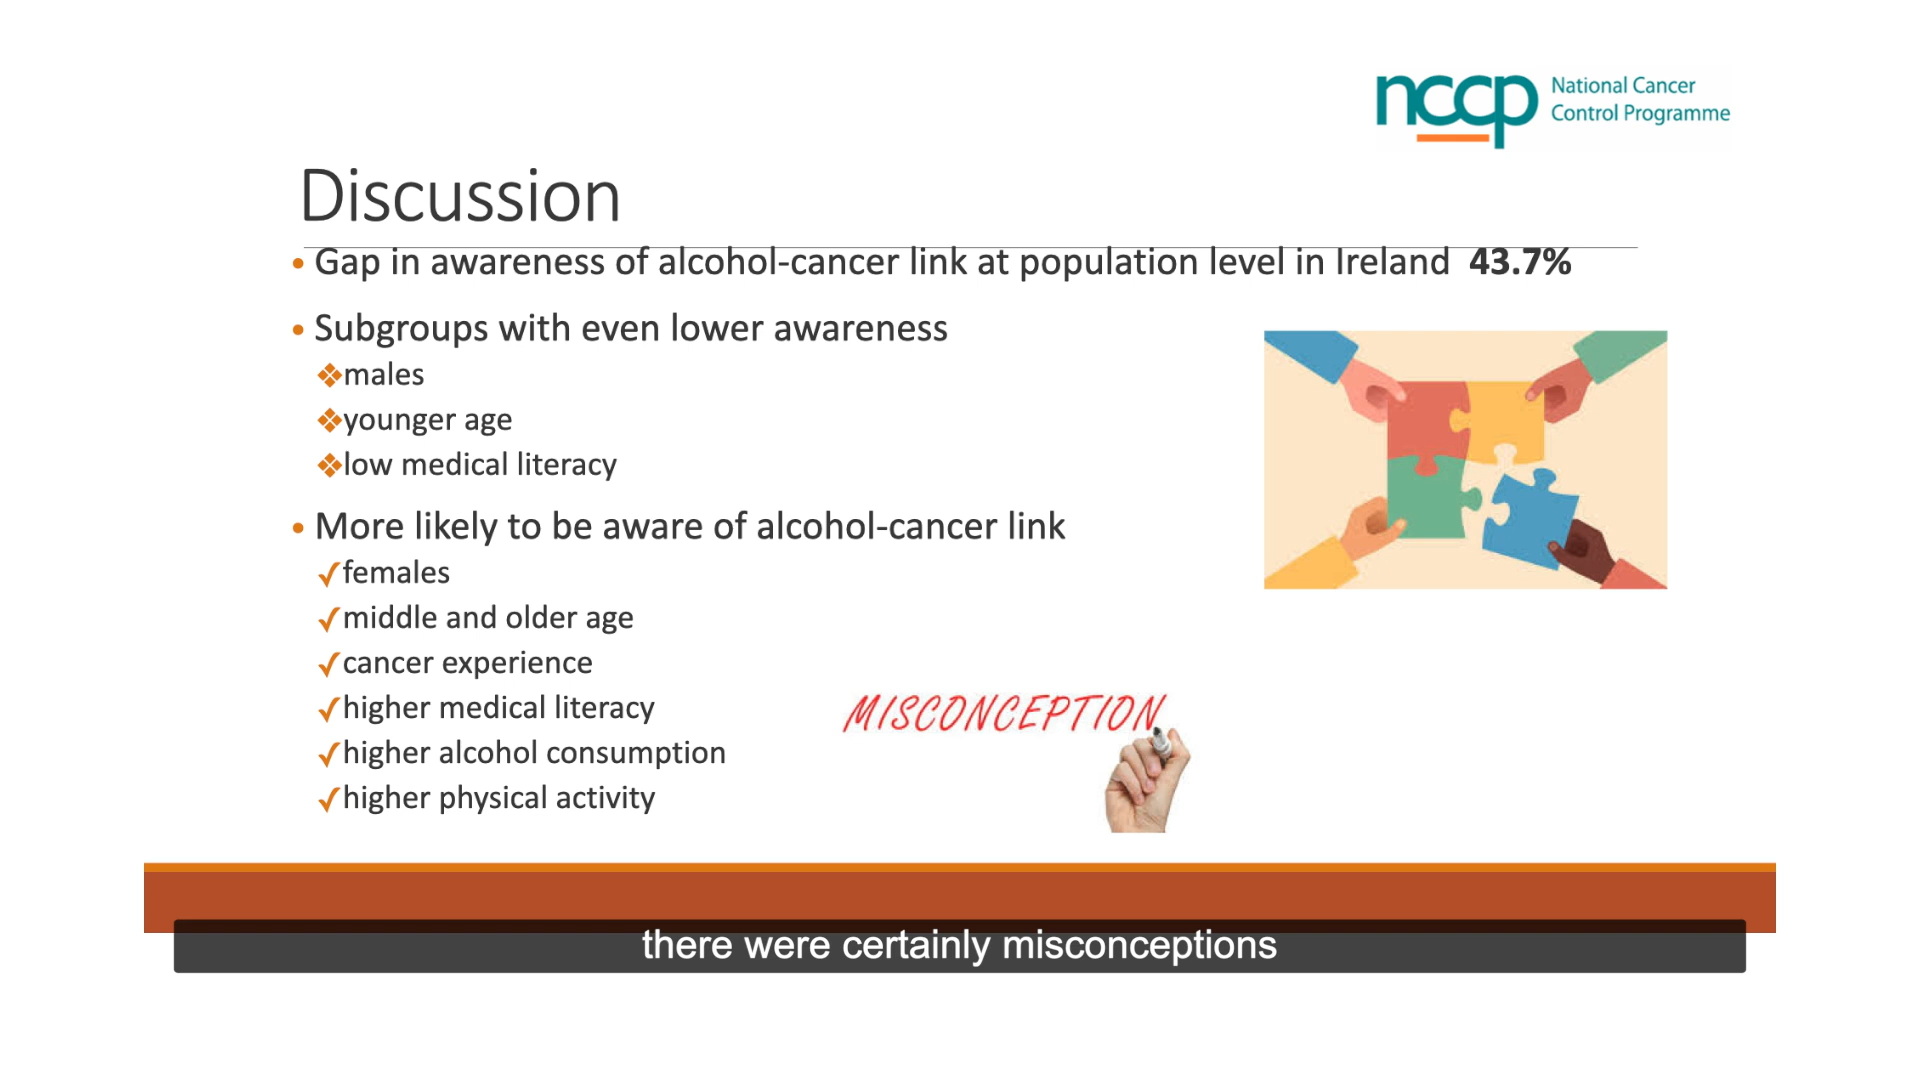 nccp
National Cancer
Control Programme
Discussion
• Gap in awareness of alcohol-cancer link at population level in Ireland 43.7%
• Subgroups with even lower awareness
❖males
❖younger age
❖low medical literacy
• More likely to be aware of alcohol-cancer link
✓females
✓middle and older age
✓cancer experience
✓higher medical literacy
✓higher alcohol consumption
✓higher physical activity
MISCONCEPTION
there were certainly misconceptions